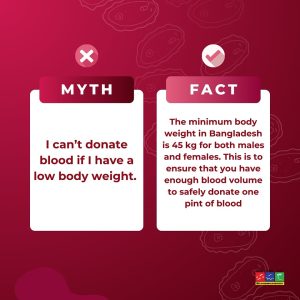 MYTH
I can't donate
blood if I have a
low body weight.
FACT
The minimum body
weight in Bangladesh
is 45 kg for both males
and females. This is to
ensure that you have
enough blood volume
to safely donate one
pint of blood